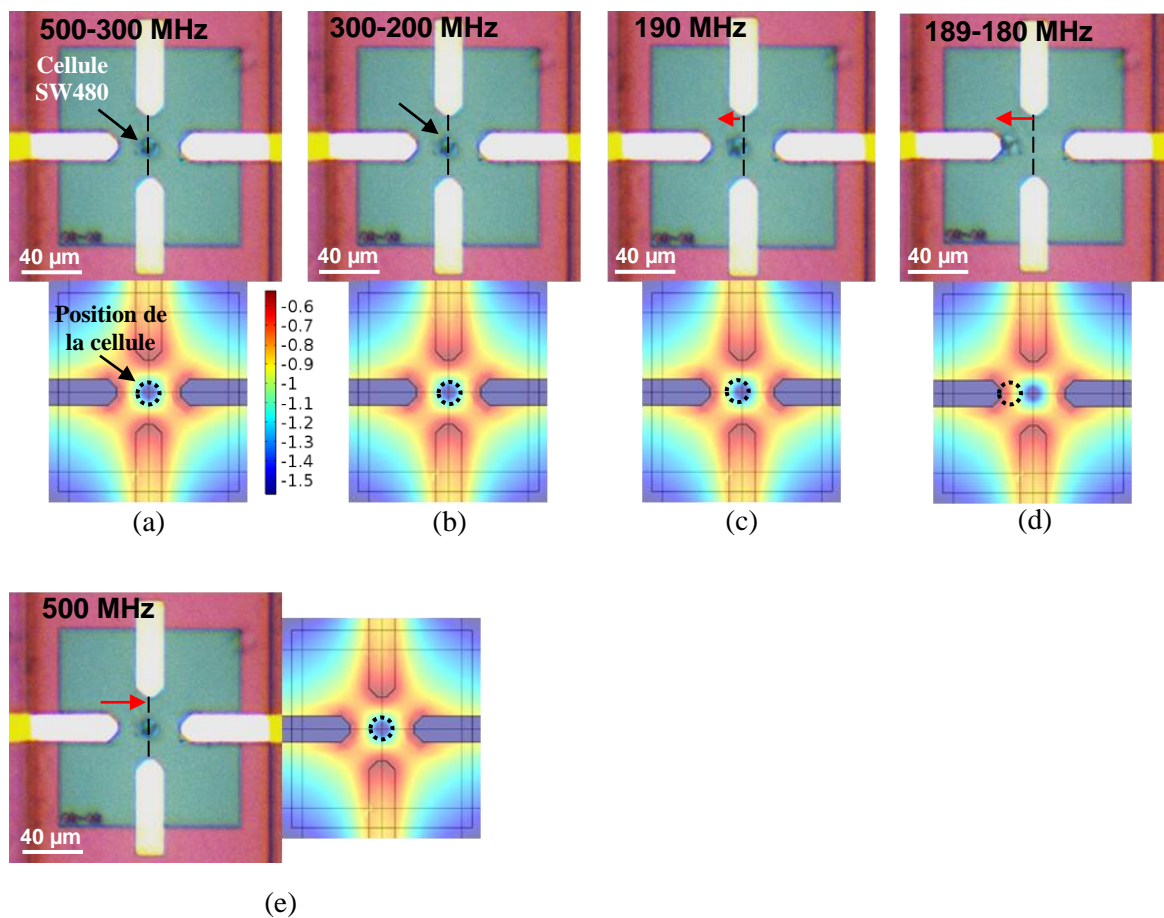 500-300 MHz
300-200 MHz
190 MHz
189-180 MHz
Cellule
SW480
40 µm
40 µm
40 µm
40 µm
Position de
la cellule
-0.6
-0.7
-0.8
-0.9
-1
-1.1
-1.2
-1.3
-1.4
-1.5
(a)
(b)
(c)
(d)
500 MHz
40 µm
(e)